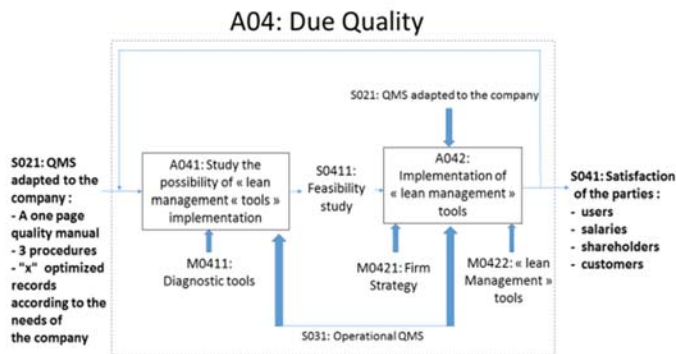 A04: Due Quality
S021: QMS adapted to the company
S021: QMS
adapted to the
company :
- A one page
quality manual
- 3 procedures
- "x" optimized
records
according to the
needs of
the company
A041: Study the
possibility of « lean
management « tools »
implementation
S0411:
Feasibility
study
A042:
Implementation of
« lean management »
tools
S041: Satisfaction
of the parties :
- users
- salaries
- shareholders
- customers
M0411:
Diagnostic tools
M0421: Firm
Strategy
M0422: « lean
Management »
tools
S031: Operational QMS